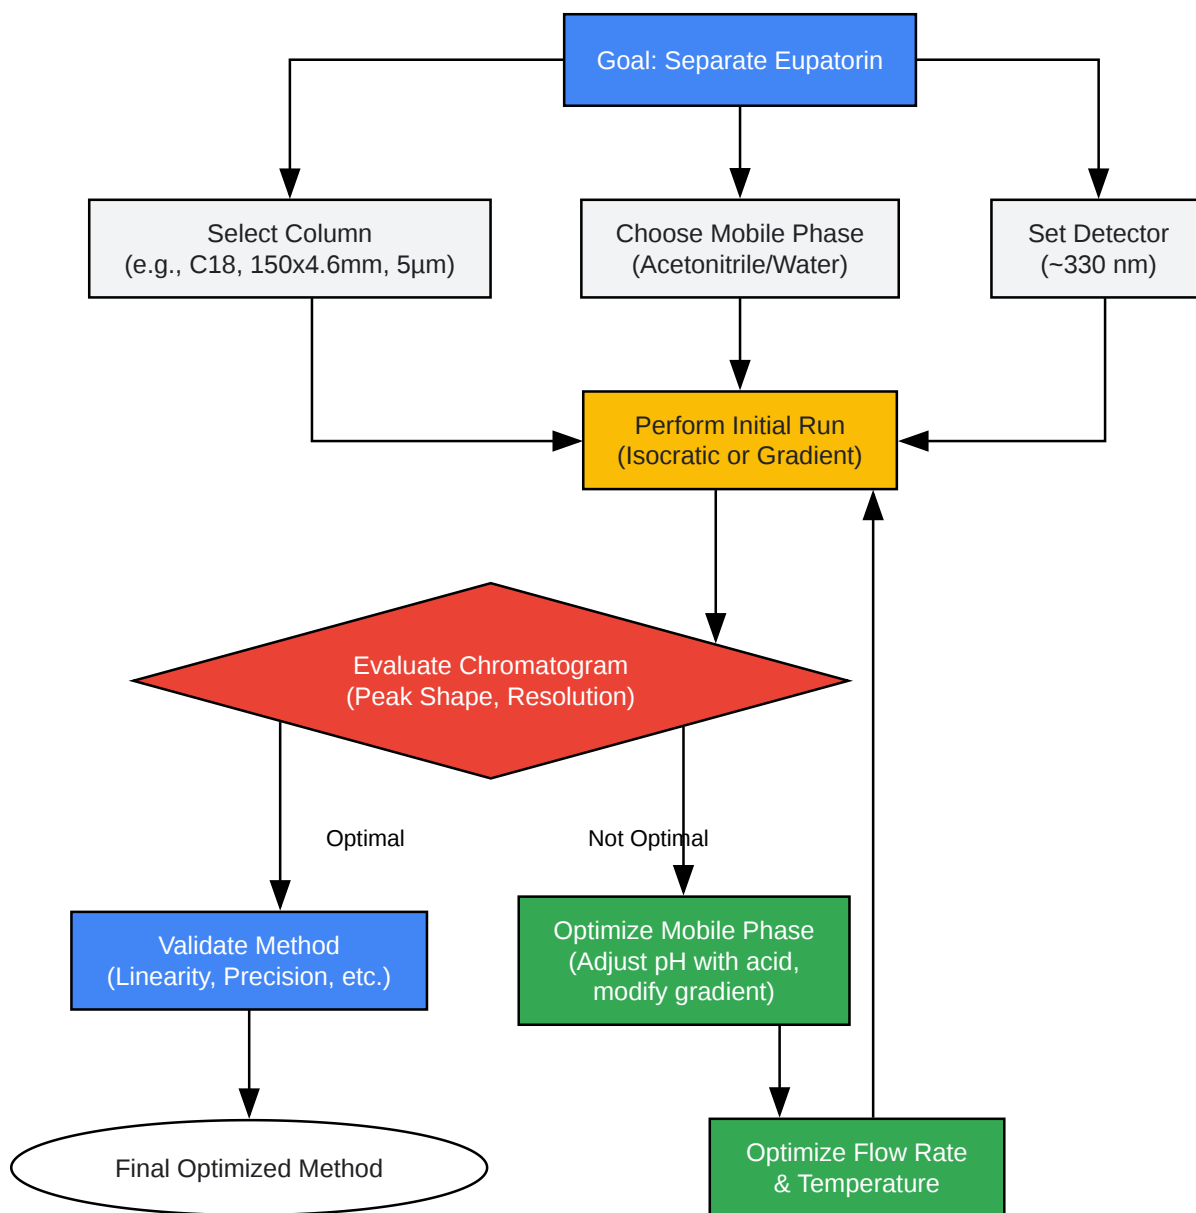 Goal: Separate Eupatorin
Select Column
(e.g., C18, 150x4.6mm, 5µm)
Choose Mobile Phase
(Acetonitrile/Water)
Set Detector
(~330 nm)
Perform Initial Run
(Isocratic or Gradient)
Evaluate Chromatogram
(Peak Shape, Resolution)
Optimal
Not Optimal
Validate Method
(Linearity, Precision, etc.)
Optimize Mobile Phase
(Adjust pH with acid,
modify gradient)
Final Optimized Method
Optimize Flow Rate
& Temperature